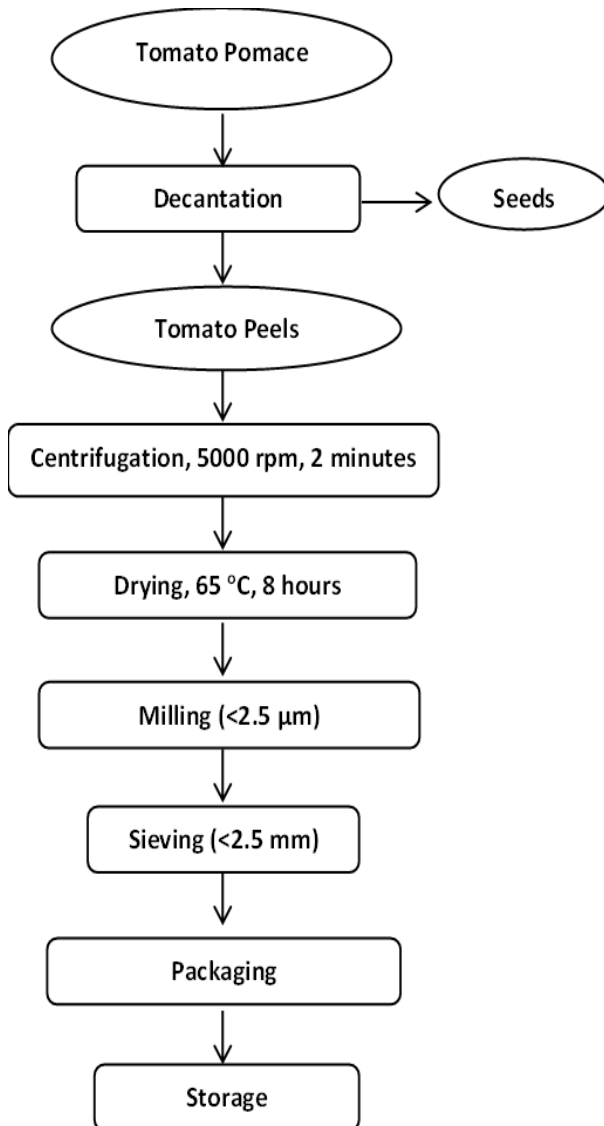 Tomato Pomace
Decantation
Seeds
Tomato Peels
Centrifugation, 5000 rpm, 2 minutes
Drying, 65 °C, 8 hours
Milling (<2.5 µm)
Sieving (<2.5 mm)
Packaging
Storage